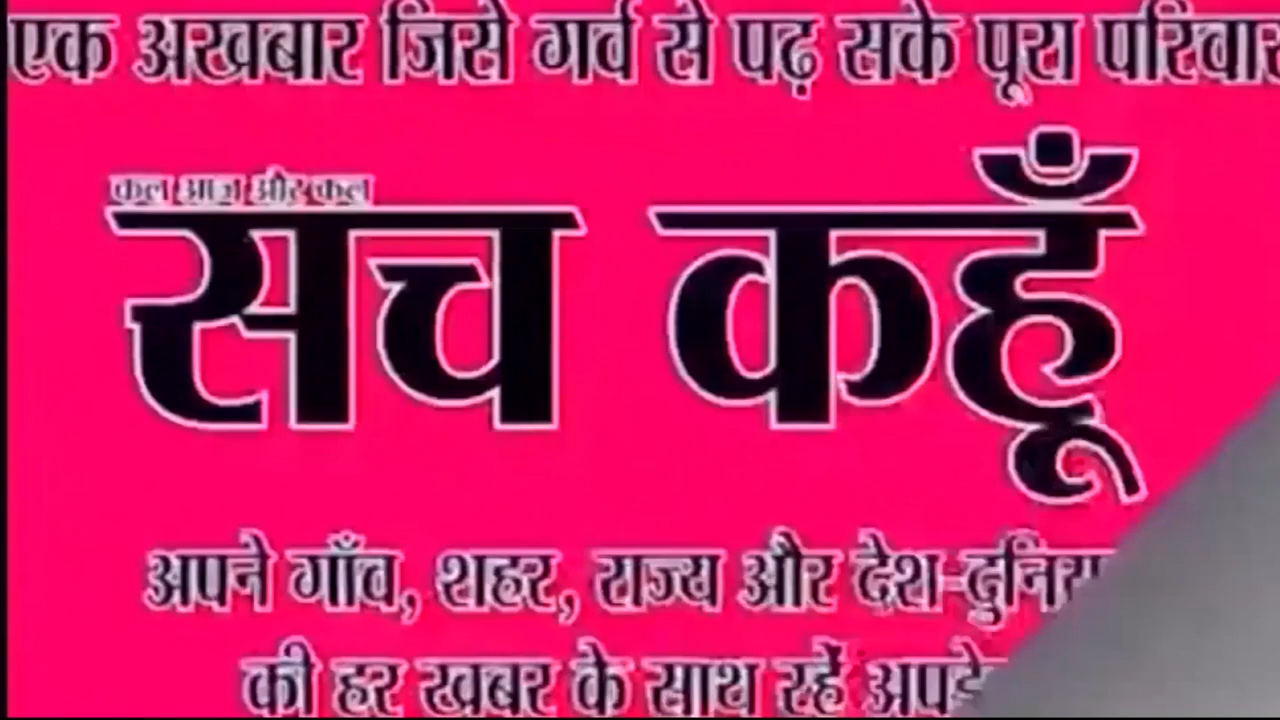 एक अखबार जिसे गर्व से पढ़ सके पूरा परिवार
कल आज और कल
सच कहूँ
अपने गाँव, शहर, राज्य और देश-दुनिया
की हर खबर के साथ रहें